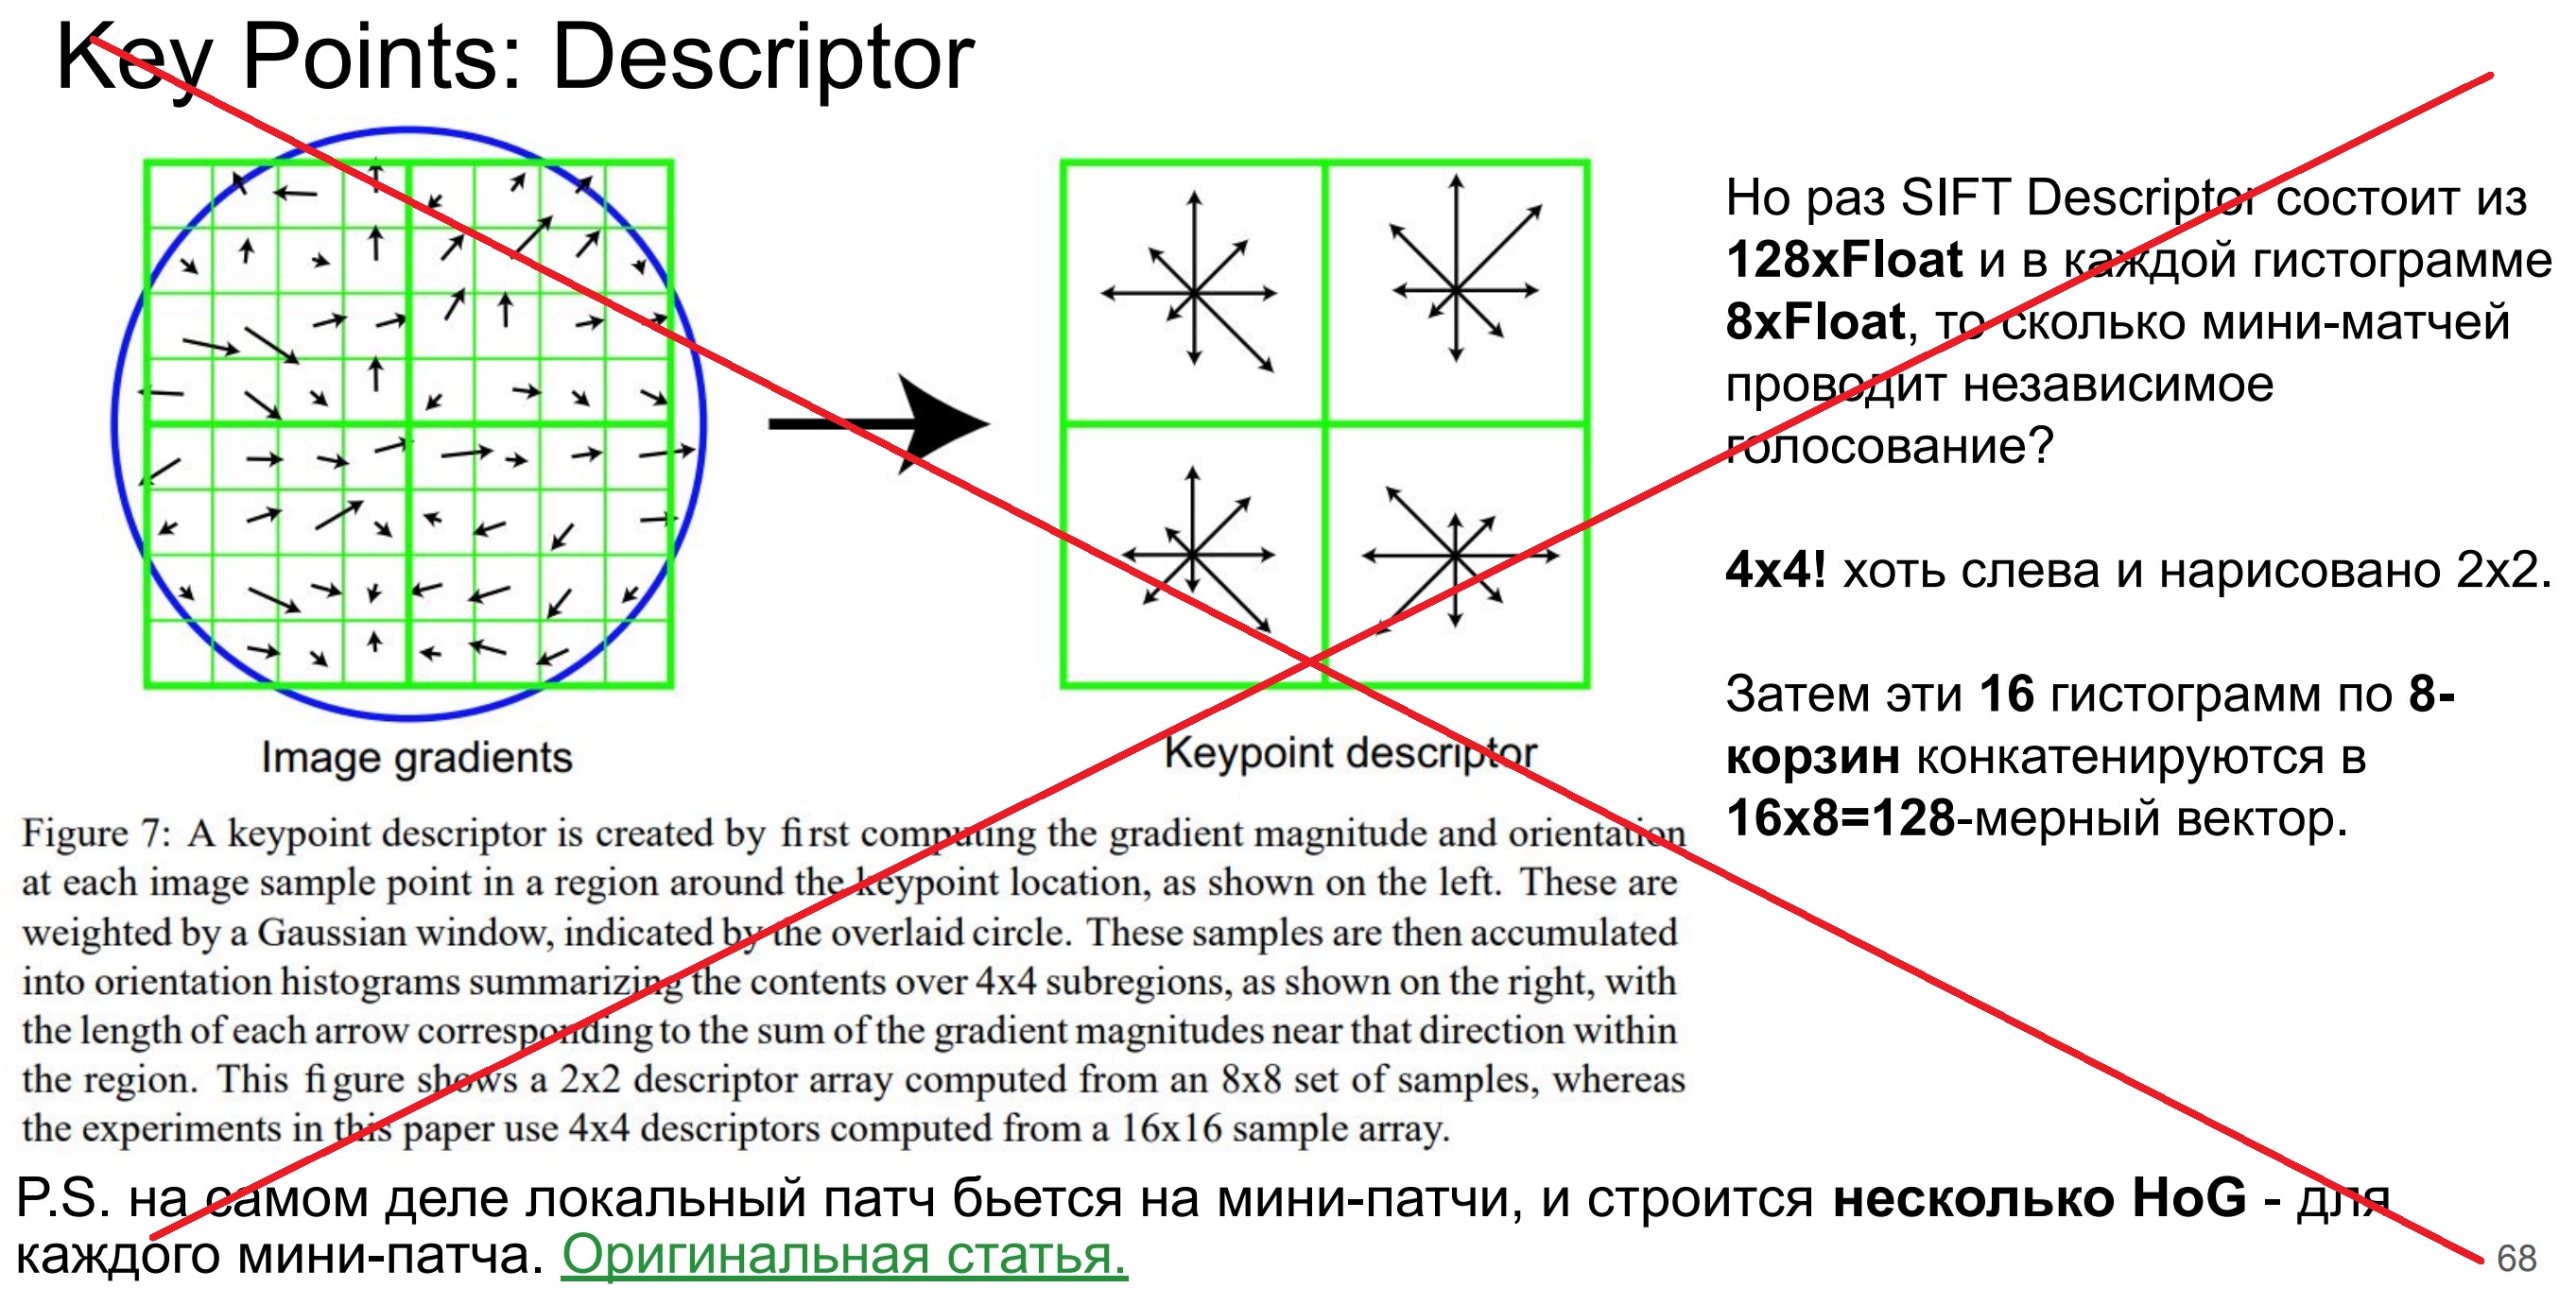 Key Points: Descriptor
Image gradients
Keypoint descriptor
Figure 7: A keypoint descriptor is created by first computing the gradient magnitude and orientation
at each image sample point in a region around the keypoint location, as shown on the left. These are
weighted by a Gaussian window, indicated by the overlaid circle. These samples are then accumulated
into orientation histograms summarizing the contents over 4x4 subregions, as shown on the right, with
the length of each arrow corresponding to the sum of the gradient magnitudes near that direction within
the region. This figure shows a 2x2 descriptor array computed from an 8x8 set of samples, whereas
the experiments in this paper use 4x4 descriptors computed from a 16x16 sample array.
Но раз SIFT Descriptor состоит из
128xFloat и в каждой гистограмме
8xFloat, то сколько мини-матчей
проводит независимое
голосование?
4x4! хоть слева и нарисовано 2x2.
Затем эти 16 гистограмм по 8-
корзин конкатенируются в
16x8=128-мерный вектор.
P.S. на самом деле локальный патч бьется на мини-патчи, и строится несколько HoG - для
каждого мини-патча. Оригинальная статья.
68